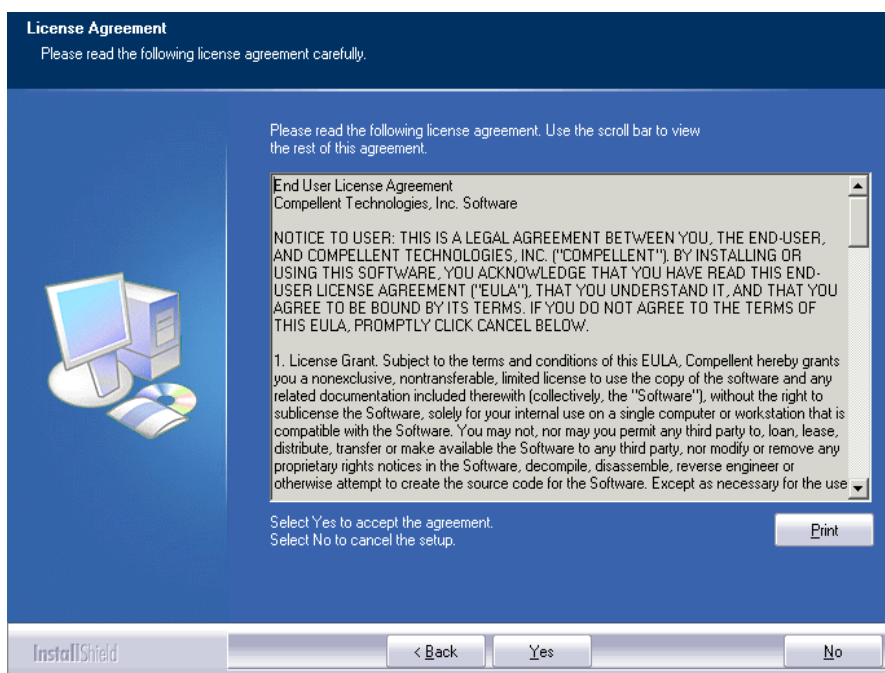 License Agreement
Please read the following license agreement carefully.
Please read the following license agreement. Use the scroll bar to view
the rest of this agreement.
End User License Agreement
Compellent Technologies, Inc. Software
NOTICE TO USER: THIS IS A LEGAL AGREEMENT BETWEEN YOU, THE END-USER,
AND COMPELLENT TECHNOLOGIES, INC. ("COMPELLENT"). BY INSTALLING OR
USING THIS SOFTWARE, YOU ACKNOWLEDGE THAT YOU HAVE READ THIS END-
USER LICENSE AGREEMENT ("EULA"), THAT YOU UNDERSTAND IT, AND THAT YOU
AGREE TO BE BOUND BY ITS TERMS. IF YOU DO NOT AGREE TO THE TERMS OF
THIS EULA, PROMPTLY CLICK CANCEL BELOW.
1. License Grant. Subject to the terms and conditions of this EULA, Compellent hereby grants
you a nonexclusive, nontransferable, limited license to use the copy of the software and any
related documentation included therewith (collectively, the "Software"), without the right to
sublicense the Software, solely for your internal use on a single computer or workstation that is
compatible with the Software. You may not, nor may you permit any third party to, loan, lease,
distribute, transfer or make available the Software to any third party, nor modify or remove any
proprietary rights notices in the Software, decompile, disassemble, reverse engineer or
otherwise attempt to create the source code for the Software. Except as necessary for the use
Select Yes to accept the agreement.
Select No to cancel the setup.
Print
InstallShield
< Back
Yes
No